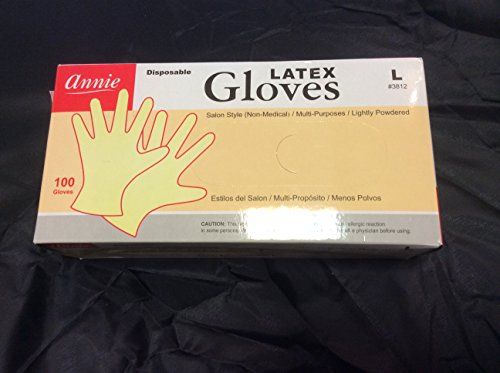 annie
Disposable
LATEX
Gloves
L
#3812
Salon Style (Non-Medical) / Multi-Purposes / Lightly Powdered
100
Gloves
Estilos del Salon / Multi-Propósito / Menos Polvos
CAUTION: This allergic reaction
in some persons. a physician before using.